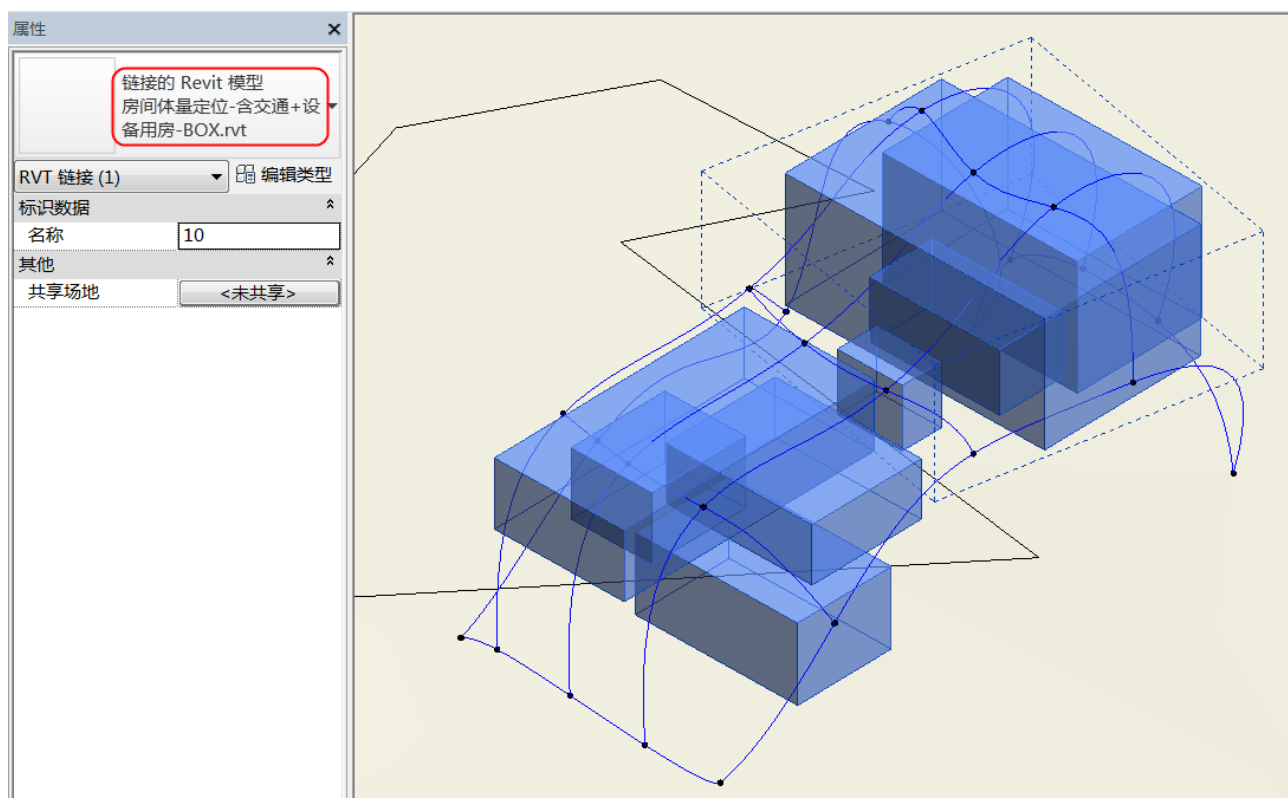 属性
链接的 Revit 模型
房间体量定位-含交通+设
备用房-BOX.rvt
RVT 链接 (1)
编辑类型
标识数据
名称
10
其他
共享场地
<未共享>